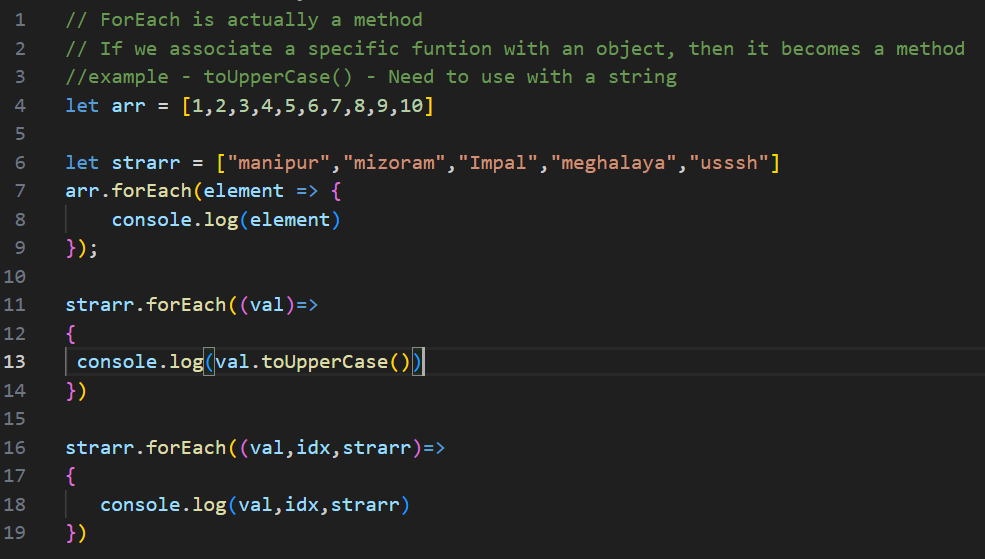 1 // ForEach is actually a method
2 // If we associate a specific funtion with an object, then it becomes a method
3 //example - toUpperCase() - Need to use with a string
4 let arr = [1,2,3,4,5,6,7,8,9,10]
5
6 let strarr = ["manipur","mizoram","Impal","meghalaya","usssh"]
7 arr.forEach(element => {
8     console.log(element)
9 });
10
11 strarr.forEach((val)=>
12 {
13  console.log(val.toUpperCase())
14 })
15
16 strarr.forEach((val,idx,strarr)=>
17 {
18    console.log(val,idx,strarr)
19 })